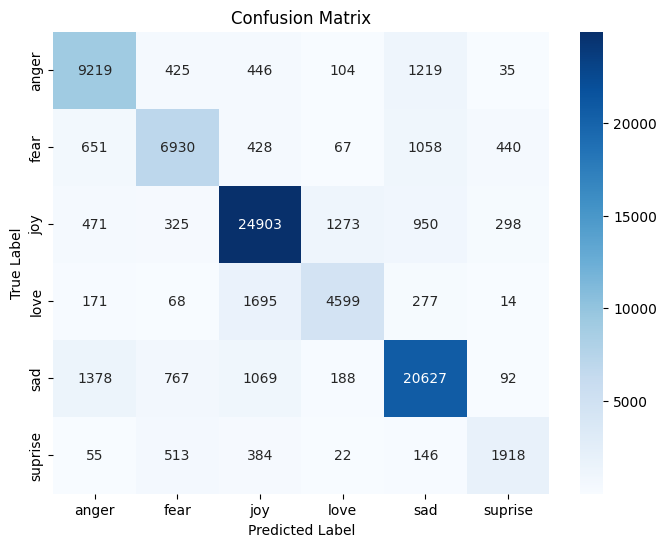 Confusion Matrix
True Label
anger 9219 425 446 104 1219 35
fear 651 6930 428 67 1058 440
joy 471 325 24903 1273 950 298
love 171 68 1695 4599 277 14
sad 1378 767 1069 188 20627 92
suprise 55 513 384 22 146 1918
anger fear joy love sad suprise
Predicted Label
20000
15000
10000
5000